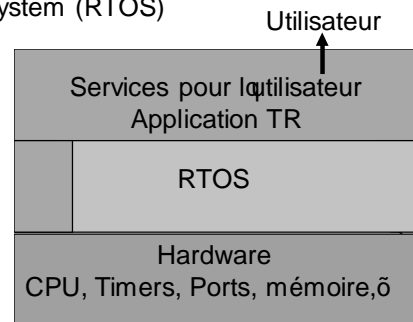 ystem (RTOS)
Utilisateur
Services pour lqutilisateur
Application TR
RTOS
Hardware
CPU, Timers, Ports, mémoire,õ